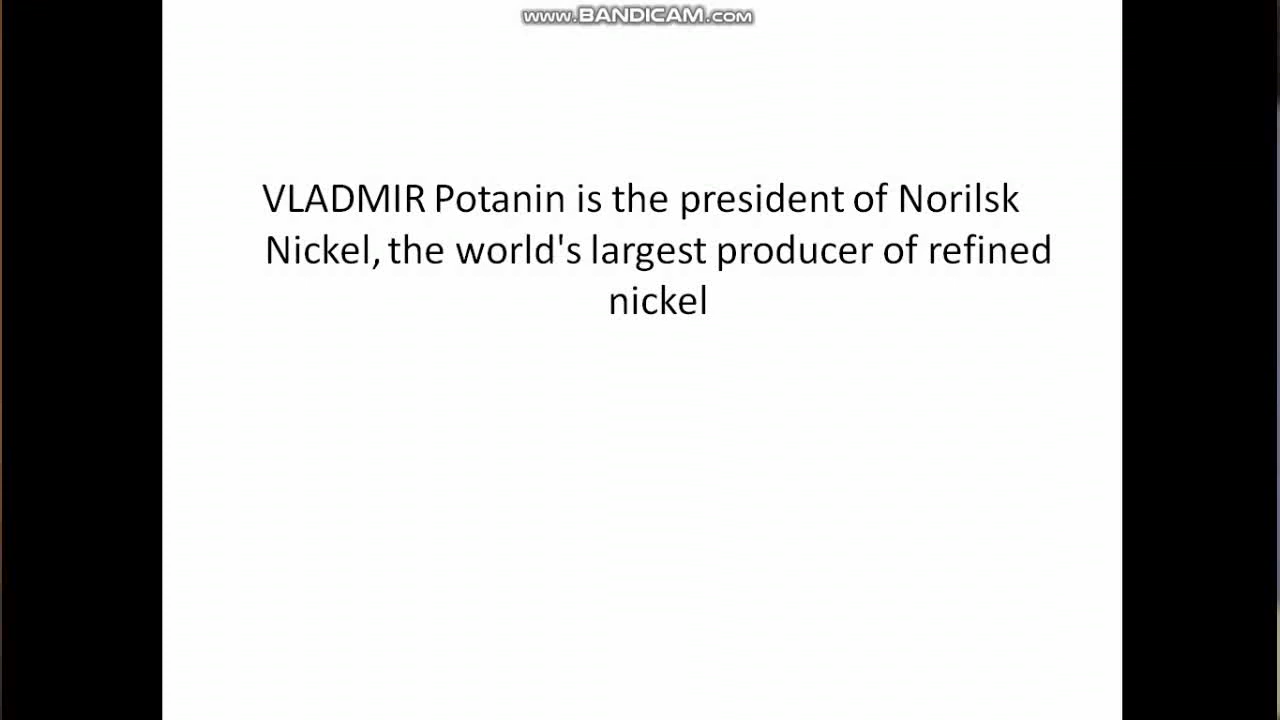 www.BANDICAM.com
VLADMIR Potanin is the president of Norilsk
Nickel, the world's largest producer of refined
nickel